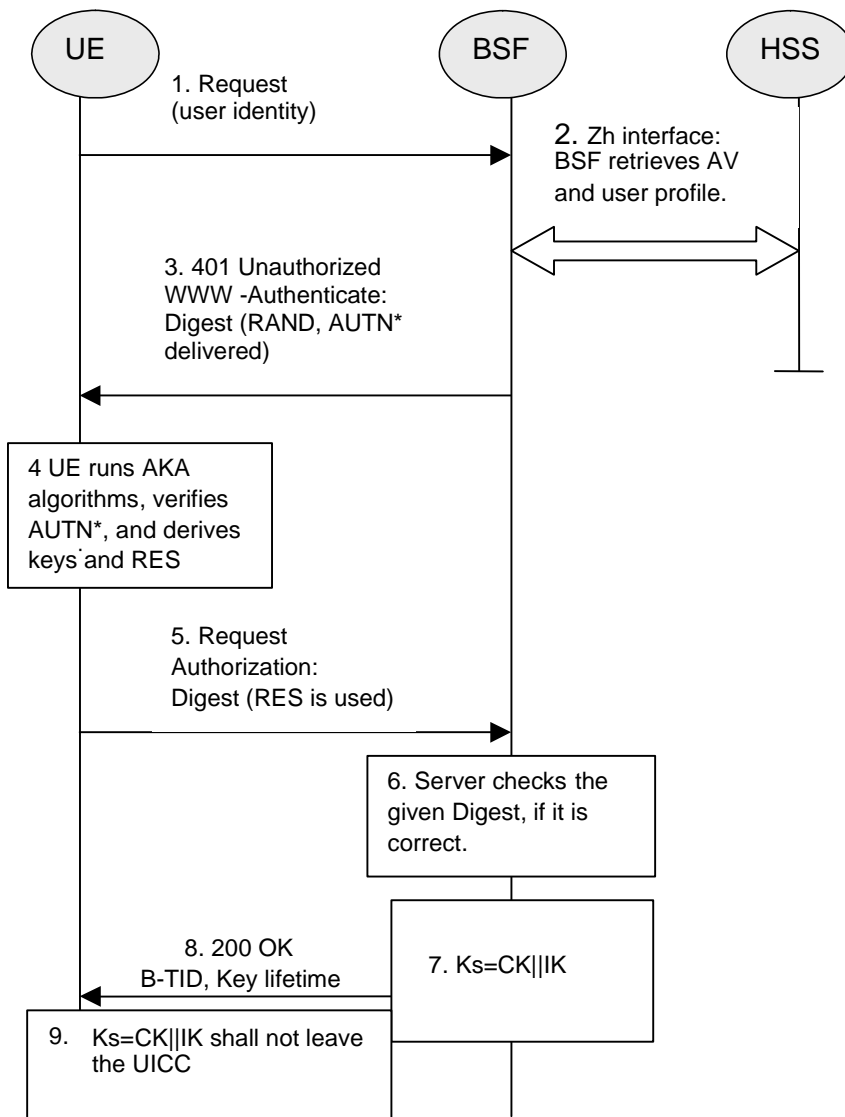 UE
BSF
HSS
1. Request
(user identity)
2. Zh interface:
BSF retrieves AV
and user profile.
3. 401 Unauthorized
WWW -Authenticate:
Digest (RAND, AUTN*
delivered)
4 UE runs AKA
algorithms, verifies
AUTN*, and derives
keys and RES
5. Request
Authorization:
Digest (RES is used)
6. Server checks the
given Digest, if it is
correct.
7. Ks=CK||IK
8. 200 OK
B-TID, Key lifetime
9. Ks=CK||IK shall not leave
the UICC